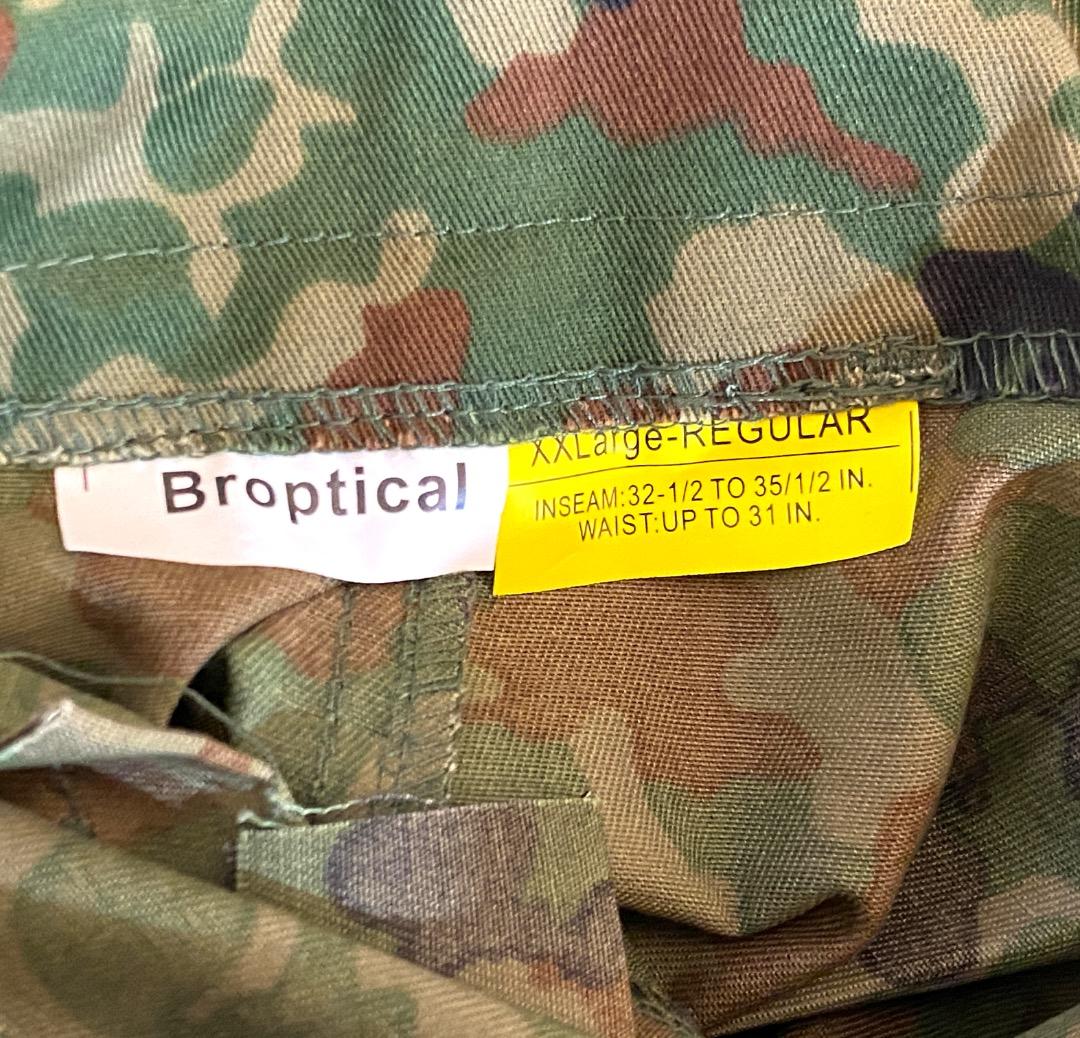 Broptical
XXLarge-REGULAR
INSEAM:32-1/2 TO 35/1/2 IN.
WAIST:UP TO 31 IN.